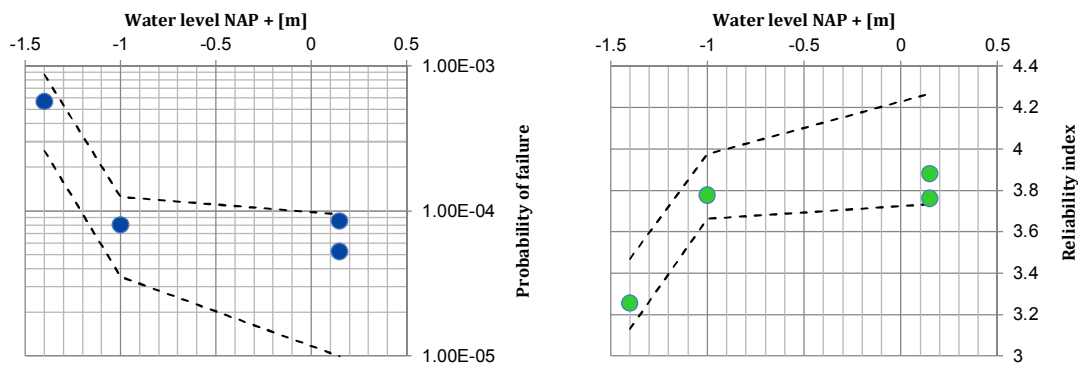 Water level NAP + [m]
-1.5 -1 -0.5 0 0.5
1.00E-03
1.00E-04
1.00E-05
Probability of failure
Water level NAP + [m]
-1.5 -1 -0.5 0 0.5
4.4
4.2
4
3.8
3.6
3.4
3.2
3
Reliability index